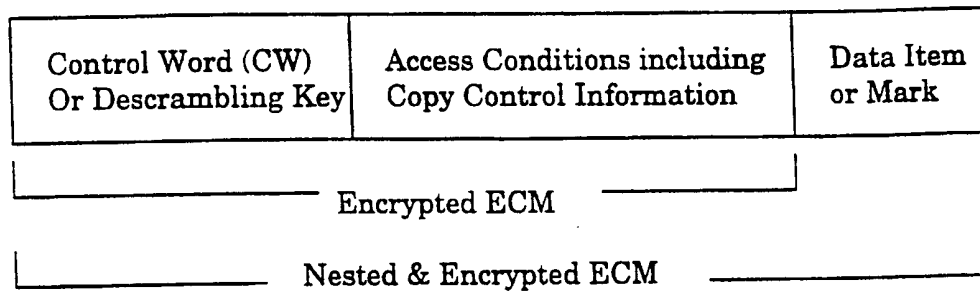 Control Word (CW)
Or Descrambling Key
Access Conditions including
Copy Control Information
Data Item
or Mark
Encrypted ECM
Nested & Encrypted ECM